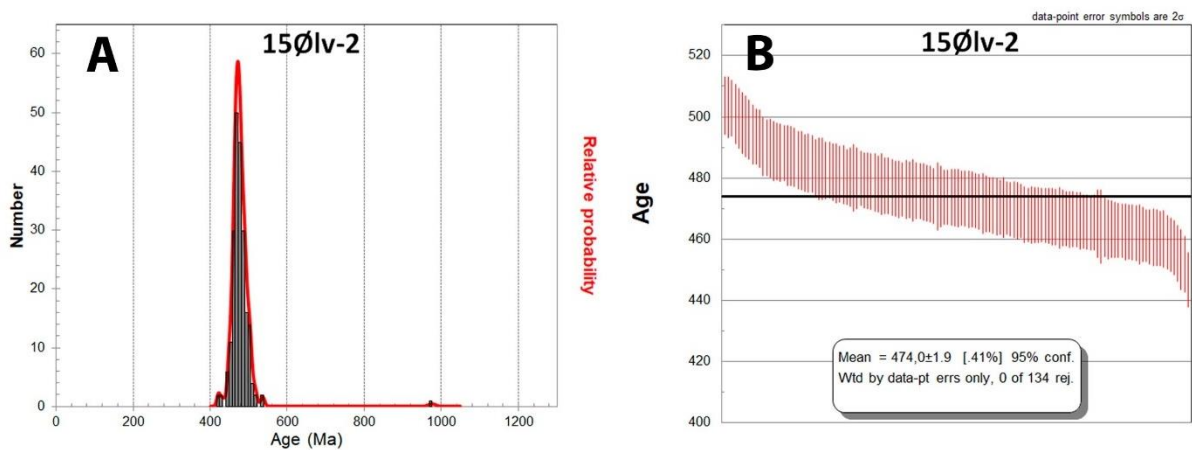 A
15Ølv-2
60
50
40
30
20
10
0
Number
0 200 400 600 800 1000 1200
Age (Ma)
Relative probability
data-point error symbols are 2σ
B
15Ølv-2
520
500
480
460
440
420
400
Age
Mean = 474,0±1.9 [.41%] 95% conf.
Wtd by data-pt errs only, 0 of 134 rej.